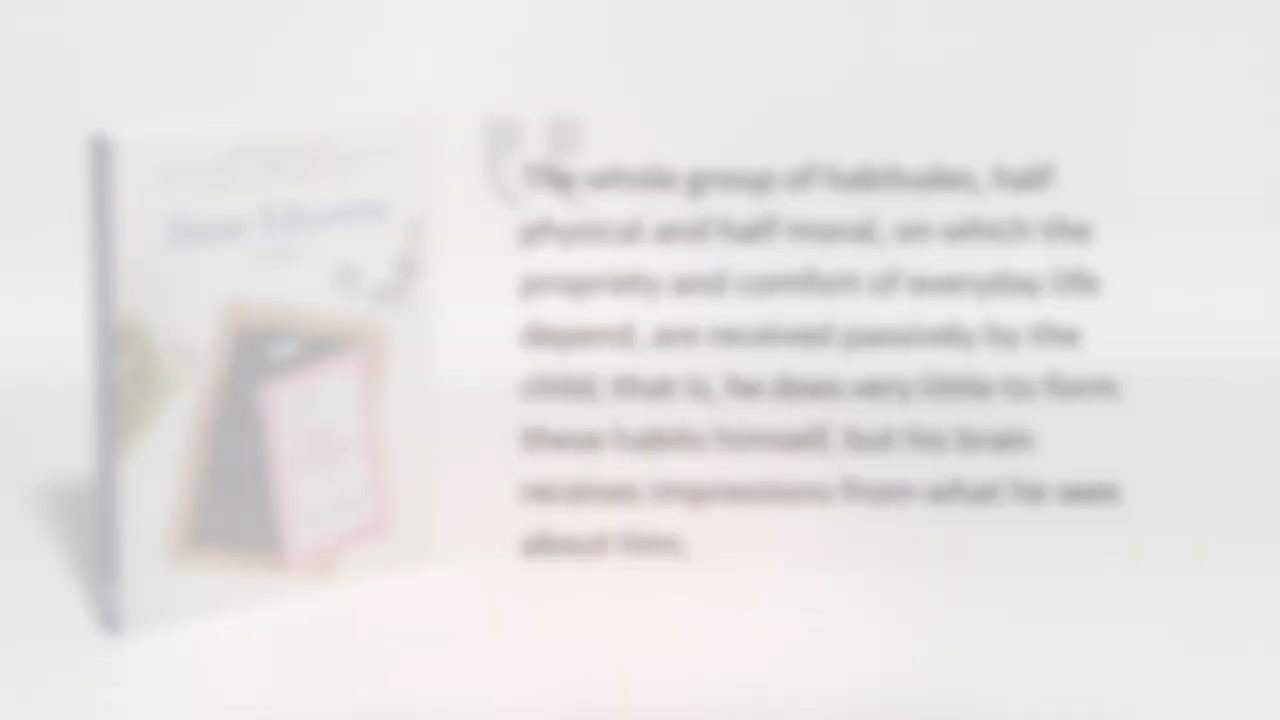 Home Education
The whole group of habitudes, half
physical and half moral, on which the
propriety and comfort of everyday life
depend, are received passively by the
child; that is, he does very little to form
these habits himself, but his brain
receives impressions from what he sees
about him;